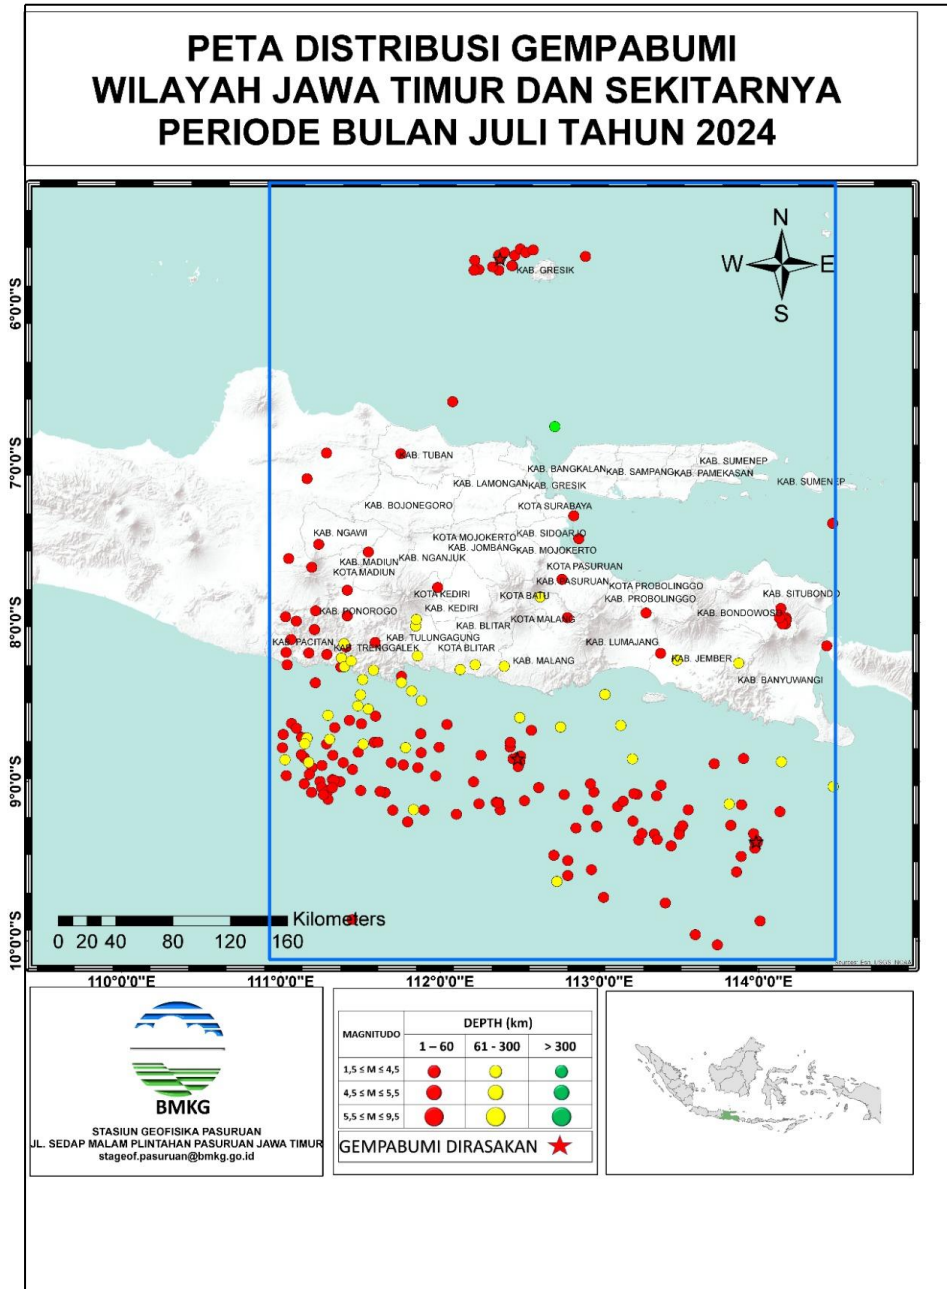 PETA DISTRIBUSI GEMPABUMI
WILAYAH JAWA TIMUR DAN SEKITARNYA
PERIODE BULAN JULI TAHUN 2024
N
W E
S
KAB. GRESIK
6°0'0"S
7°0'0"S
8°0'0"S
9°0'0"S
10°0'0"S
KAB. TUBAN
KAB. SUMENEP
KAB. BANGKALAN
KAB. SAMPANG
KAB. PAMEKASAN
KAB. LAMONGAN
KAB. GRESIK
KAB. SUMENEP
KAB. BOJONEGORO
KOTA SURABAYA
KAB. NGAWI
KOTA MOJOKERTO
KAB. SIDOARJO
KAB. JOMBANG
KAB. MOJOKERTO
KAB. MADIUN
KAB. NGANJUK
KOTA MADIUN
KOTA PASURUAN
KAB. PASURUAN
KOTA PROBOLINGGO
KOTA KEDIRI
KOTA BATU
KAB. PROBOLINGGO
KAB. SITUBONDO
KAB. PONOROGO
KAB. KEDIRI
KAB. BONDOWOSO
KOTA MALANG
KAB. BLITAR
KAB. PACITAN
KAB. TULUNGAGUNG
KAB. TRENGGALEK
KOTA BLITAR
KAB. LUMAJANG
KAB. MALANG
KAB. JEMBER
KAB. BANYUWANGI
Kilometers
0 20 40 80 120 160
Sources: Esri, USGS, NOAA
110°0'0"E 111°0'0"E 112°0'0"E 113°0'0"E 114°0'0"E
BMKG
STASIUN GEOFISIKA PASURUAN
JL. SEDAP MALAM PLINTAHAN PASURUAN JAWA TIMUR
stageof.pasuruan@bmkg.go.id
MAGNITUDO DEPTH (km)
1 – 60 61 - 300 > 300
1,5 ≤ M ≤ 4,5
4,5 ≤ M ≤ 5,5
5,5 ≤ M ≤ 9,5
GEMPABUMI DIRASAKAN